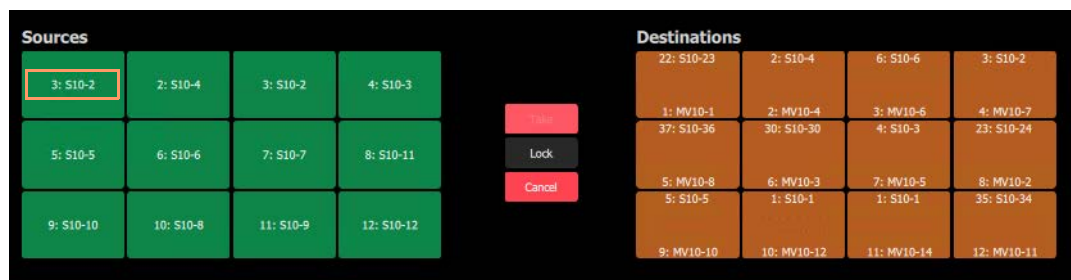 Sources
3: S10-2 2: S10-4 3: S10-2 4: S10-3
5: S10-5 6: S10-6 7: S10-7 8: S10-11
9: S10-10 10: S10-8 11: S10-9 12: S10-12
Take
Lock
Cancel
Destinations
22: S10-23 2: S10-4 6: S10-6 3: S10-2
1: MV10-1 2: MV10-4 3: MV10-6 4: MV10-7
37: S10-36 30: S10-30 4: S10-3 23: S10-24
5: MV10-8 6: MV10-3 7: MV10-5 8: MV10-2
5: S10-5 1: S10-1 1: S10-1 35: S10-34
9: MV10-10 10: MV10-12 11: MV10-14 12: MV10-11